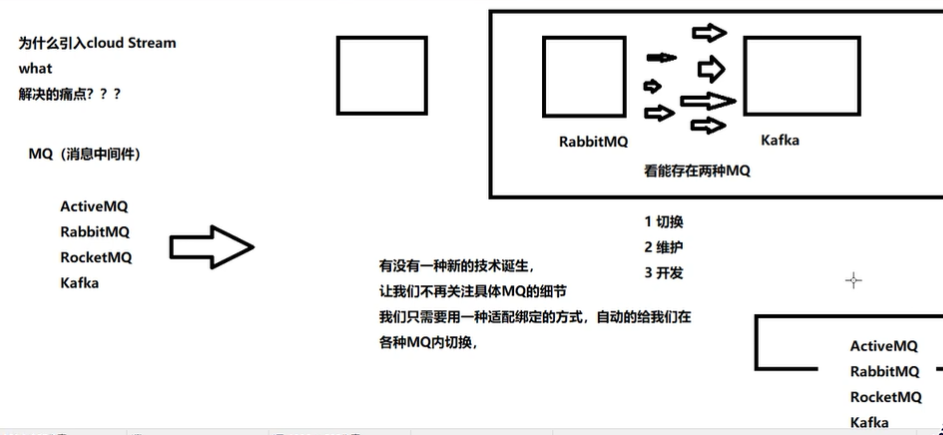 为什么引入cloud Stream
what
解决的痛点？？？
MQ（消息中间件）
ActiveMQ
RabbitMQ
RocketMQ
Kafka
RabbitMQ
Kafka
看能存在两种MQ
1 切换
2 维护
3 开发
有没有一种新的技术诞生，
让我们不再关注具体MQ的细节
我们只需要用一种适配绑定的方式，自动的给我们在
各种MQ内切换，
ActiveMQ
RabbitMQ
RocketMQ
Kafka